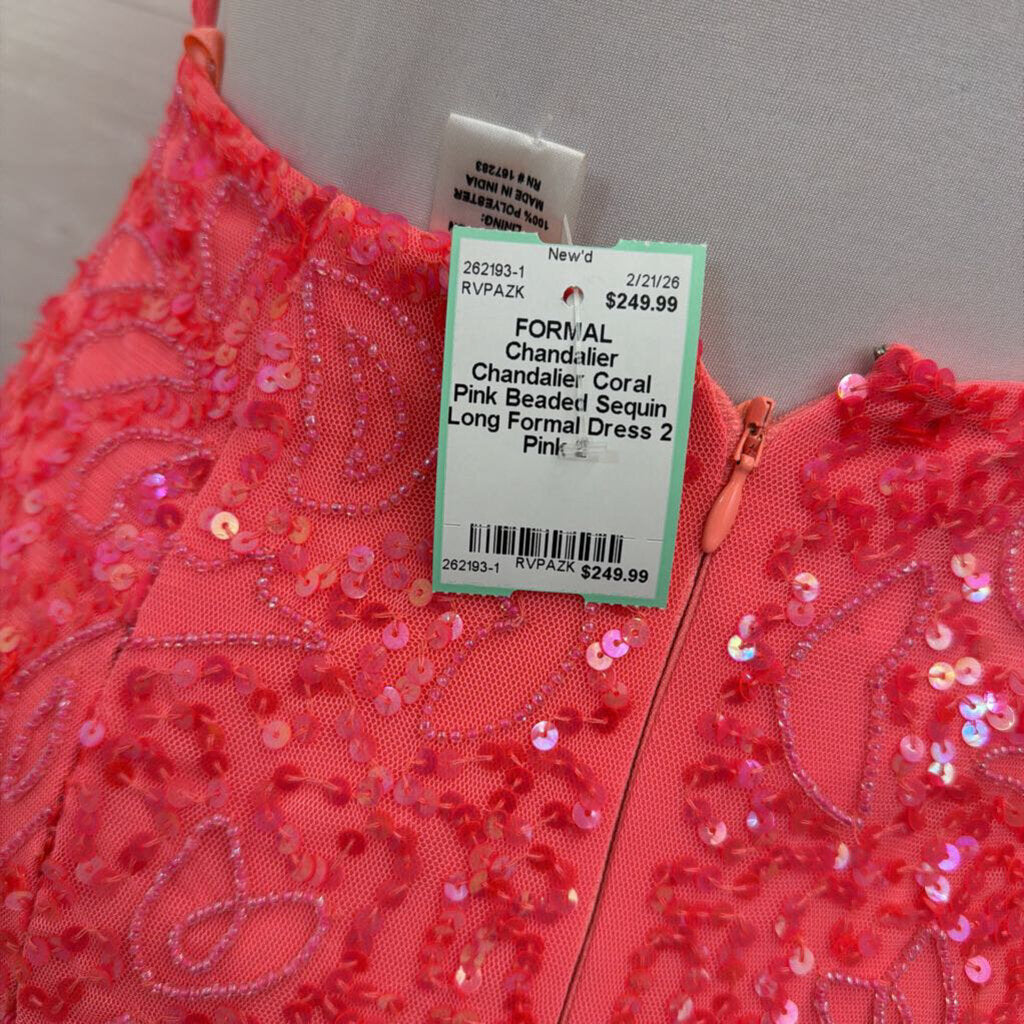 RN # 167283
MADE IN INDIA
100% POLYESTER
LINING:
New'd
262193-1 2/21/26
RVPAZK $249.99
FORMAL
Chandalier
Chandalier Coral
Pink Beaded Sequin
Long Formal Dress 2
Pink
262193-1 RVPAZK $249.99